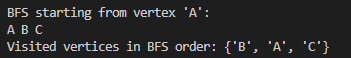 BFS starting from vertex 'A':
A B C
Visited vertices in BFS order: {'B', 'A', 'C'}